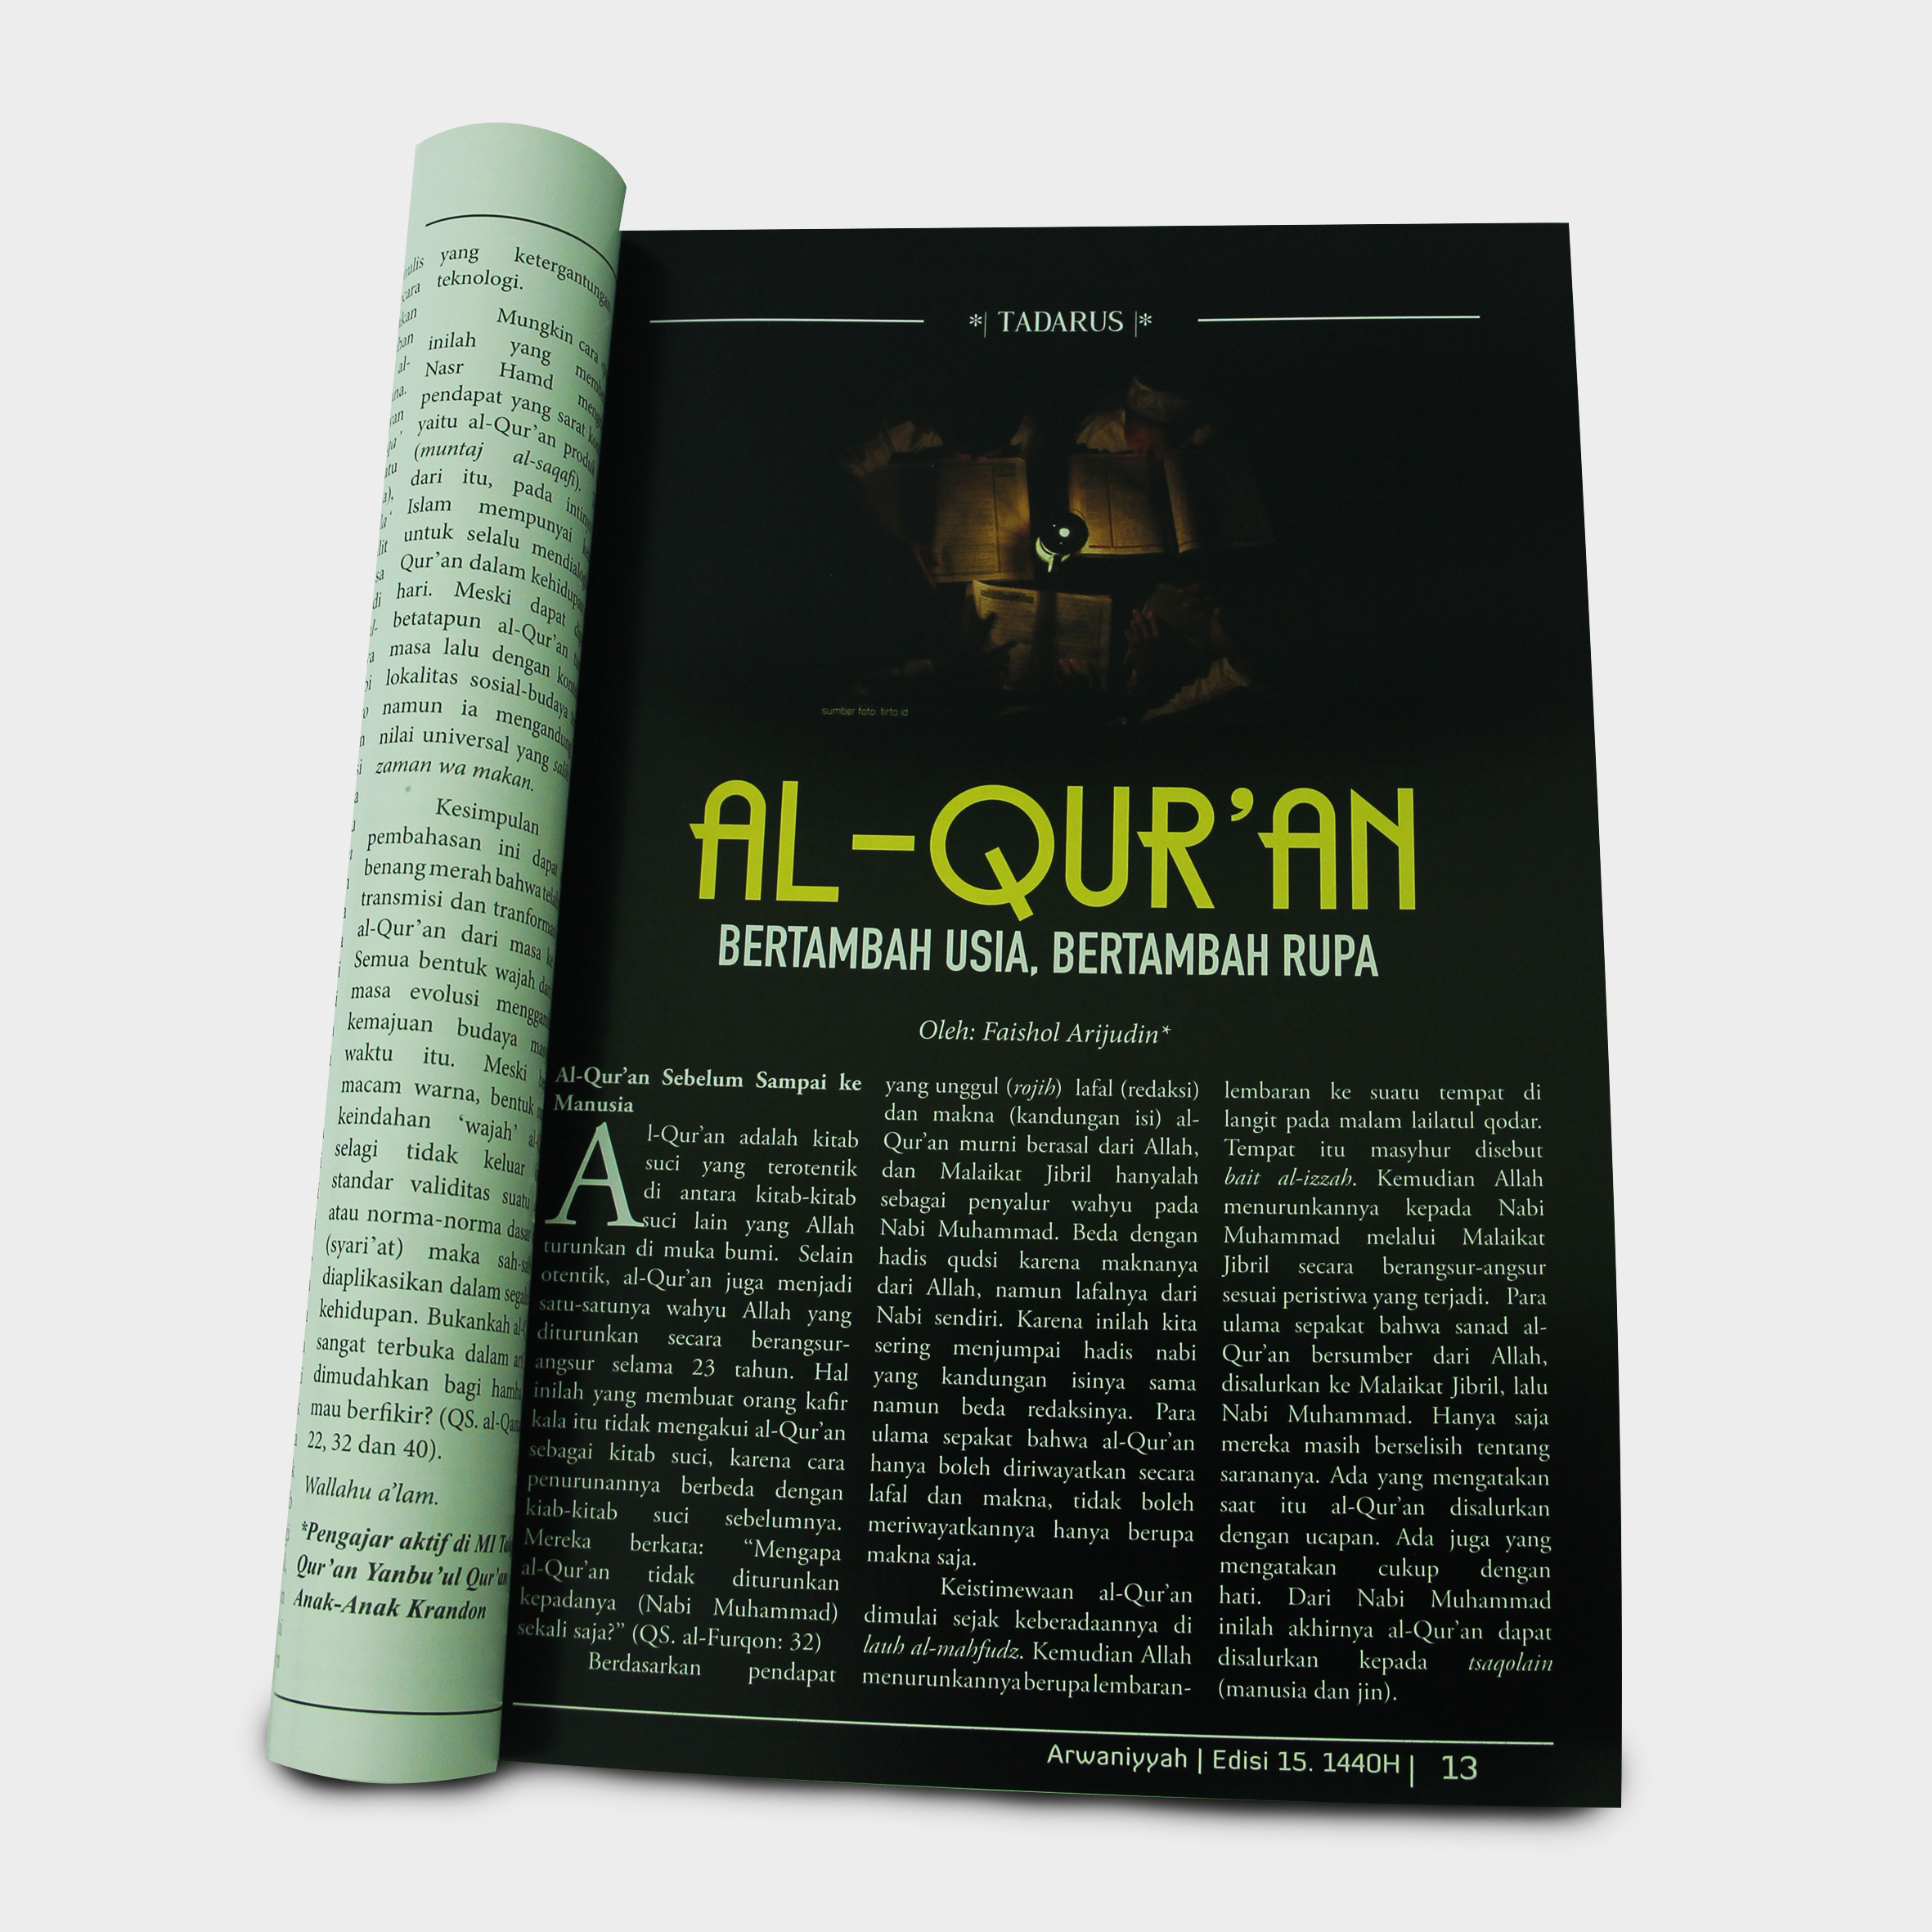 yang ketergantungan
teknologi.
Mungkin cara
inilah yang
Nasr Hamd
pendapat yang sarat
yaitu al-Qur'an produk
(muntaj al-saqafi).
dari itu, pada
Islam mempunyai
untuk selalu
Qur'an dalam kehidupan
hari. Meski dapat
betatapun al-Qur'an
masa lalu dengan
lokalitas sosial-budaya
namun ia mengandung
nilai universal yang
zaman wa makan.
Kesimpulan
pembahasan ini dapat
benang merah bahwa
transmisi dan
al-Qur'an dari masa
Semua bentuk wajah
masa evolusi
kemajuan budaya
waktu itu. Meski
macam warna, bentuk
keindahan 'wajah'
selagi tidak keluar
standar validitas suatu
atau norma-norma dasar
(syari'at) maka
diaplikasikan dalam
kehidupan. Bukankah
sangat terbuka dalam
dimudahkan bagi
mau berfikir? (QS.
22, 32 dan 40).
Wallahu a'lam.
*Pengajar aktif di MI
Qur'an Yanbu'ul Qur'an
Anak-Anak Krandon
*| TADARUS |*
sumber foto: tirto.id
AL-QUR'AN
BERTAMBAH USIA, BERTAMBAH RUPA
Oleh: Faishol Arijudin*
Al-Qur'an Sebelum Sampai ke
Manusia
Al-Qur'an adalah kitab
suci yang terotentik
di antara kitab-kitab
suci lain yang Allah
turunkan di muka bumi. Selain
otentik, al-Qur'an juga menjadi
satu-satunya wahyu Allah yang
diturunkan secara berangsur-
angsur selama 23 tahun. Hal
inilah yang membuat orang kafir
kala itu tidak mengakui al-Qur'an
sebagai kitab suci, karena cara
penurunannya berbeda dengan
kiab-kitab suci sebelumnya.
Mereka berkata: "Mengapa
al-Qur'an tidak diturunkan
kepadanya (Nabi Muhammad)
sekali saja?" (QS. al-Furqon: 32)
Berdasarkan pendapat
yang unggul (rojih) lafal (redaksi)
dan makna (kandungan isi) al-
Qur'an murni berasal dari Allah,
dan Malaikat Jibril hanyalah
sebagai penyalur wahyu pada
Nabi Muhammad. Beda dengan
hadis qudsi karena maknanya
dari Allah, namun lafalnya dari
Nabi sendiri. Karena inilah kita
sering menjumpai hadis nabi
yang kandungan isinya sama
namun beda redaksinya. Para
ulama sepakat bahwa al-Qur'an
hanya boleh diriwayatkan secara
lafal dan makna, tidak boleh
meriwayatkannya hanya berupa
makna saja.
Keistimewaan al-Qur'an
dimulai sejak keberadaannya di
lauh al-mahfudz. Kemudian Allah
menurunkannya berupa lembaran-
lembaran ke suatu tempat di
langit pada malam lailatul qodar.
Tempat itu masyhur disebut
bait al-izzah. Kemudian Allah
menurunkannya kepada Nabi
Muhammad melalui Malaikat
Jibril secara berangsur-angsur
sesuai peristiwa yang terjadi. Para
ulama sepakat bahwa sanad al-
Qur'an bersumber dari Allah,
disalurkan ke Malaikat Jibril, lalu
Nabi Muhammad. Hanya saja
mereka masih berselisih tentang
sarananya. Ada yang mengatakan
saat itu al-Qur'an disalurkan
dengan ucapan. Ada juga yang
mengatakan cukup dengan
hati. Dari Nabi Muhammad
inilah akhirnya al-Qur'an dapat
disalurkan kepada tsaqolain
(manusia dan jin).
Arwaniyyah | Edisi 15. 1440H | 13